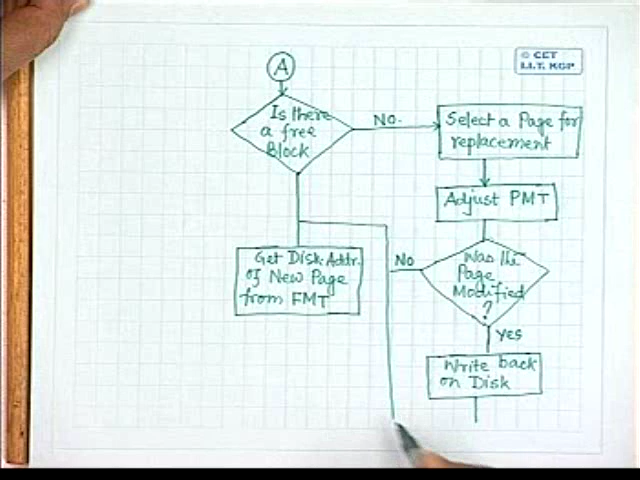 © CET
I.I.T. KGP
A
Is there
a free
Block
No.
Select a Page for
replacement
Adjust PMT
Get Disk Addr.
of New Page
from FMT
No
Was the
Page
Modified
?
Yes
Write back
on Disk